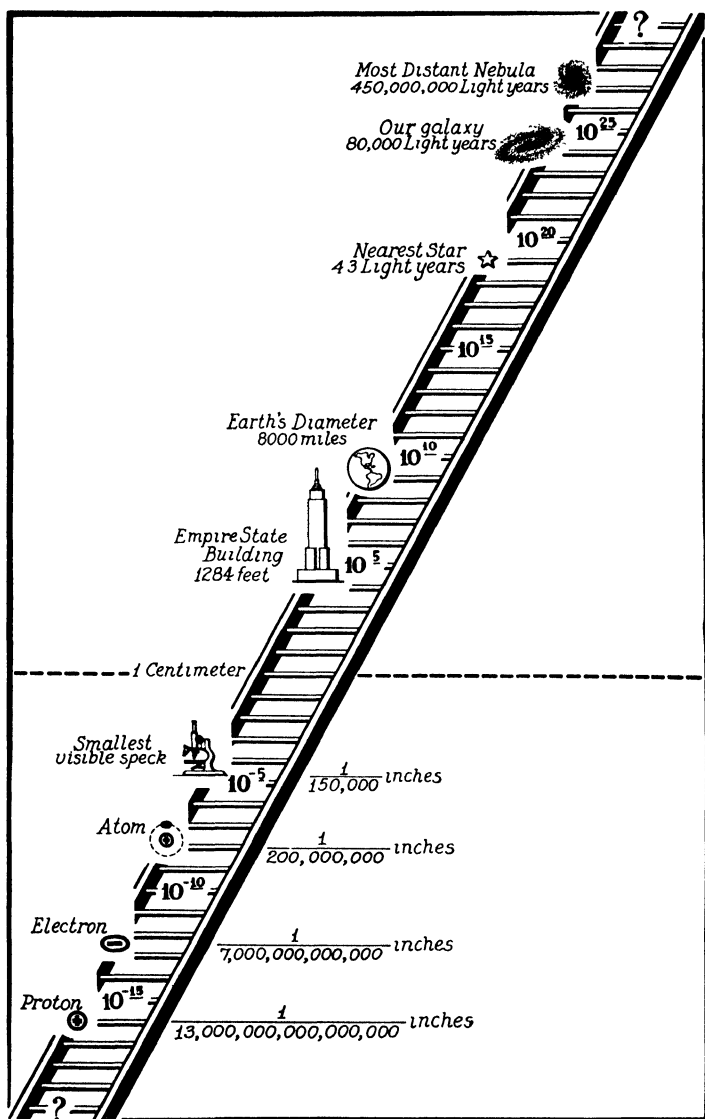 ?
Most Distant Nebula
450,000,000 Light years
10²⁵
Our galaxy
80,000 Light years
10²⁰
Nearest Star
4 3 Light years
10¹⁵
Earth's Diameter
8000 miles
10¹⁰
Empire State
Building
1284 feet
10⁵
1 Centimeter
Smallest
visible speck
10⁻⁵
1
150,000
inches
Atom
1
200,000,000
inches
10⁻¹⁰
Electron
1
7,000,000,000,000
inches
10⁻¹⁵
Proton
1
13,000,000,000,000,000
inches
?